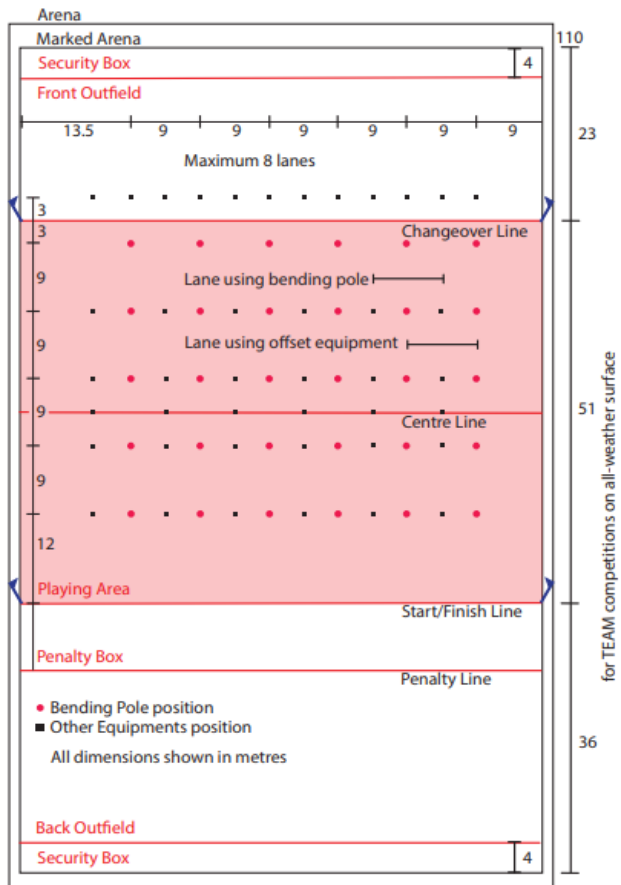 Arena
Marked Arena
110
Security Box
4
Front Outfield
13.5 9 9 9 9 9 9
23
Maximum 8 lanes
3
3
Changeover Line
9
Lane using bending pole
9
Lane using offset equipment
9
51
Centre Line
9
12
Playing Area
Start/Finish Line
for TEAM competitions on all-weather surface
Penalty Box
Penalty Line
Bending Pole position
Other Equipments position
All dimensions shown in metres
36
Back Outfield
Security Box
4